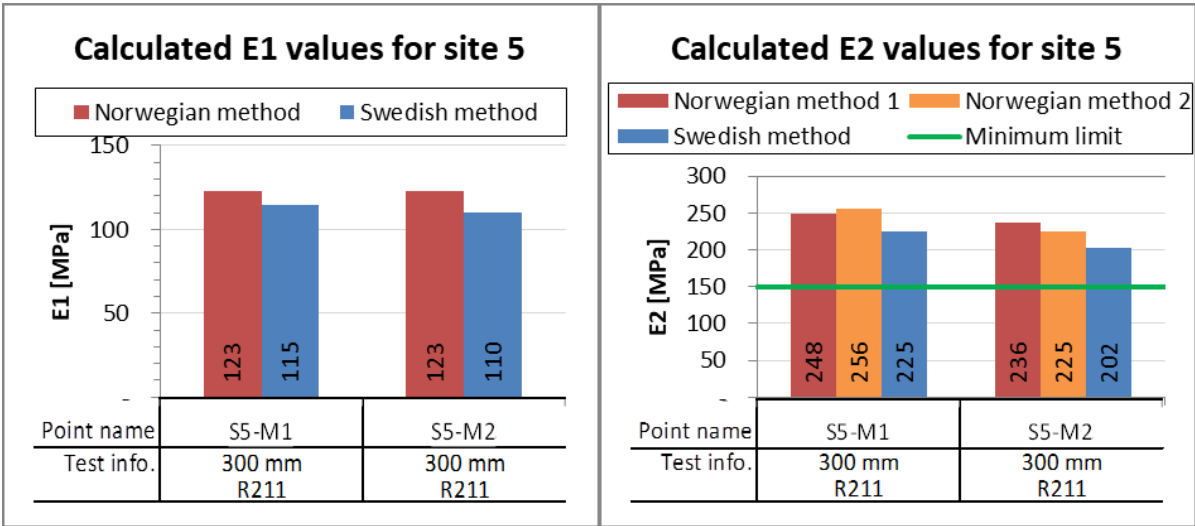 Calculated E1 values for site 5
Norwegian method Swedish method
150
100
50
-
E1 [MPa]
123 115 123 110
Point name S5-M1 S5-M2
Test info. 300 mm 300 mm
R211 R211
Calculated E2 values for site 5
Norwegian method 1 Norwegian method 2
Swedish method Minimum limit
300
250
200
150
100
50
-
E2 [MPa]
248 256 225 236 225 202
Point name S5-M1 S5-M2
Test info. 300 mm 300 mm
R211 R211